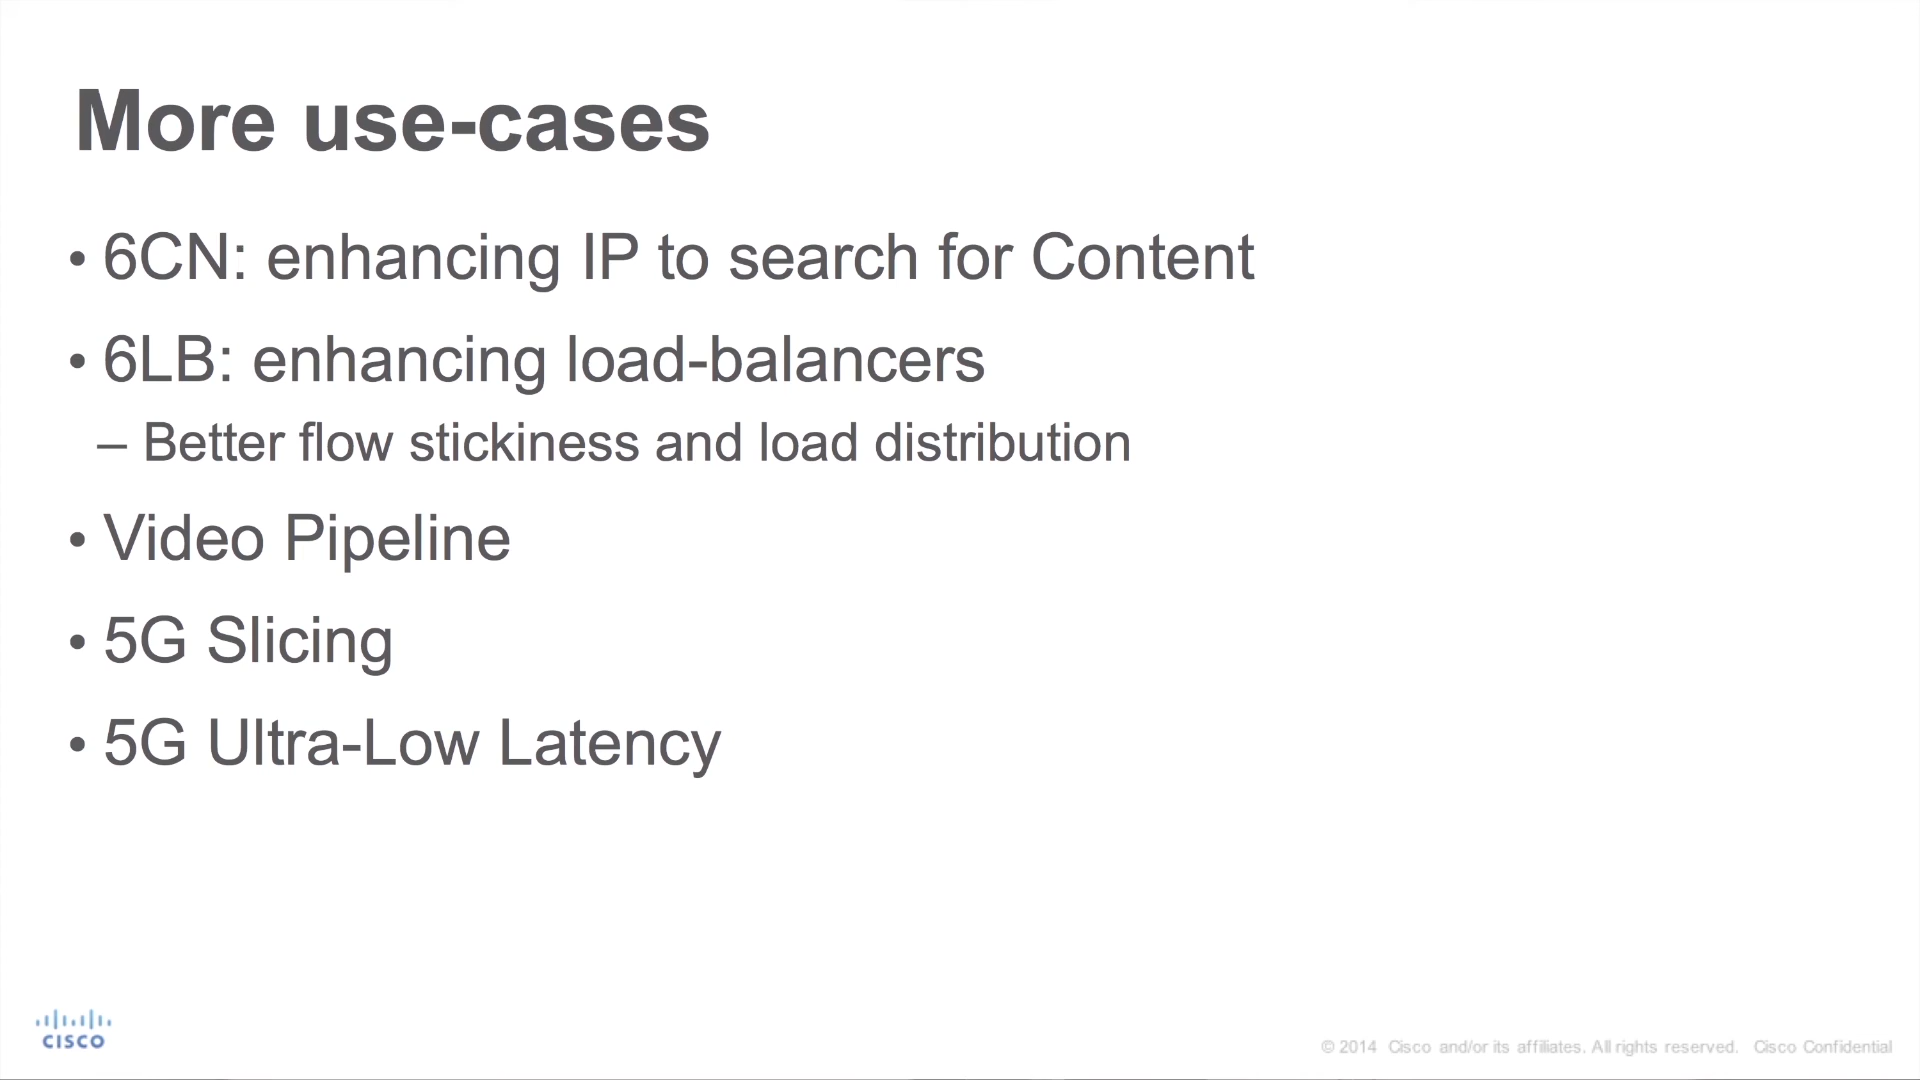 More use-cases
• 6CN: enhancing IP to search for Content
• 6LB: enhancing load-balancers
– Better flow stickiness and load distribution
• Video Pipeline
• 5G Slicing
• 5G Ultra-Low Latency
CISCO
© 2014 Cisco and/or its affiliates. All rights reserved. Cisco Confidential